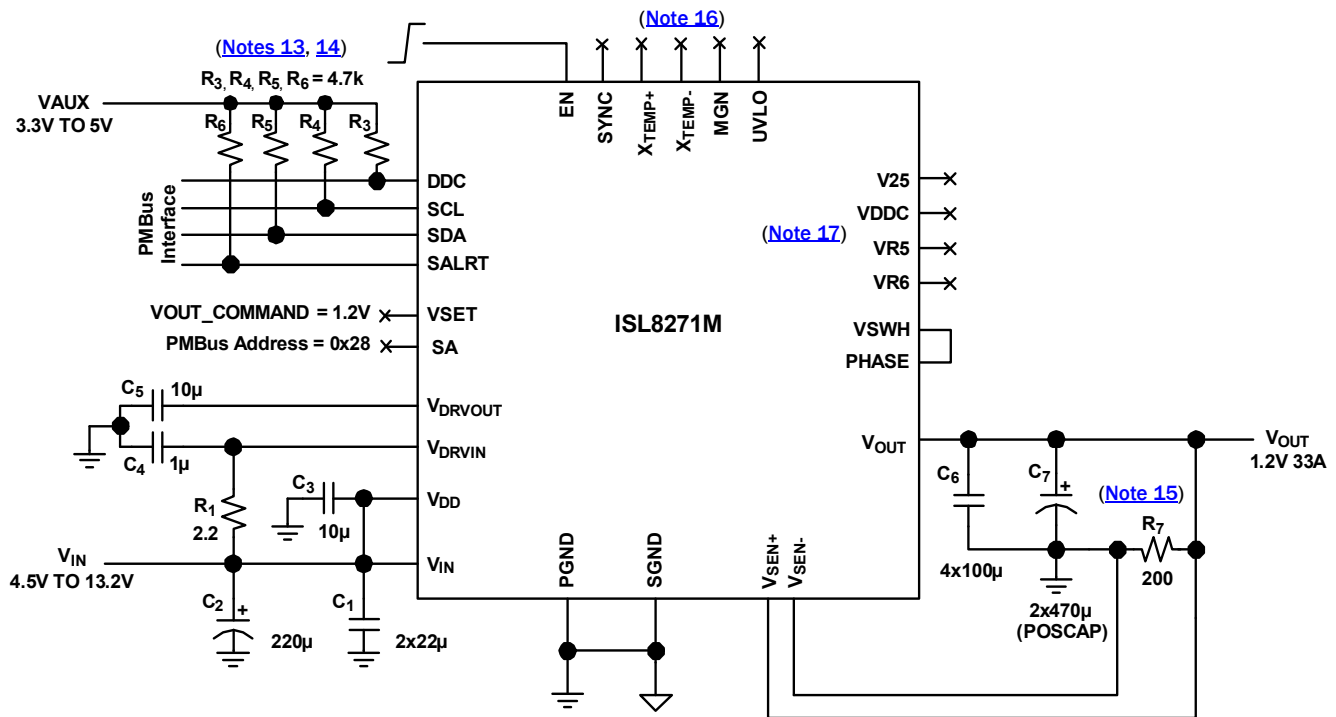 (Note 16)
(Notes 13, 14)
R3, R4, R5, R6 = 4.7k
VAUX
3.3V TO 5V
R6
R5
R4
R3
EN
SYNC
XTEMP+
XTEMP-
MGN
UVLO
PMBus
Interface
DDC
SCL
SDA
SALRT
V25
VDDC
(Note 17)
VR5
VR6
VOUT_COMMAND = 1.2V
VSET
ISL8271M
VSWH
PMBus Address = 0x28
SA
PHASE
C5
10µ
VDRVOUT
C4
1µ
VDRVIN
VOUT
VOUT
1.2V 33A
R1
2.2
C3
10µ
VDD
C6
4x100µ
C7
+
2x470µ
(POSCAP)
(Note 15)
R7
200
VIN
4.5V TO 13.2V
VIN
PGND
SGND
VSEN+
VSEN-
C2
+
220µ
C1
2x22µ